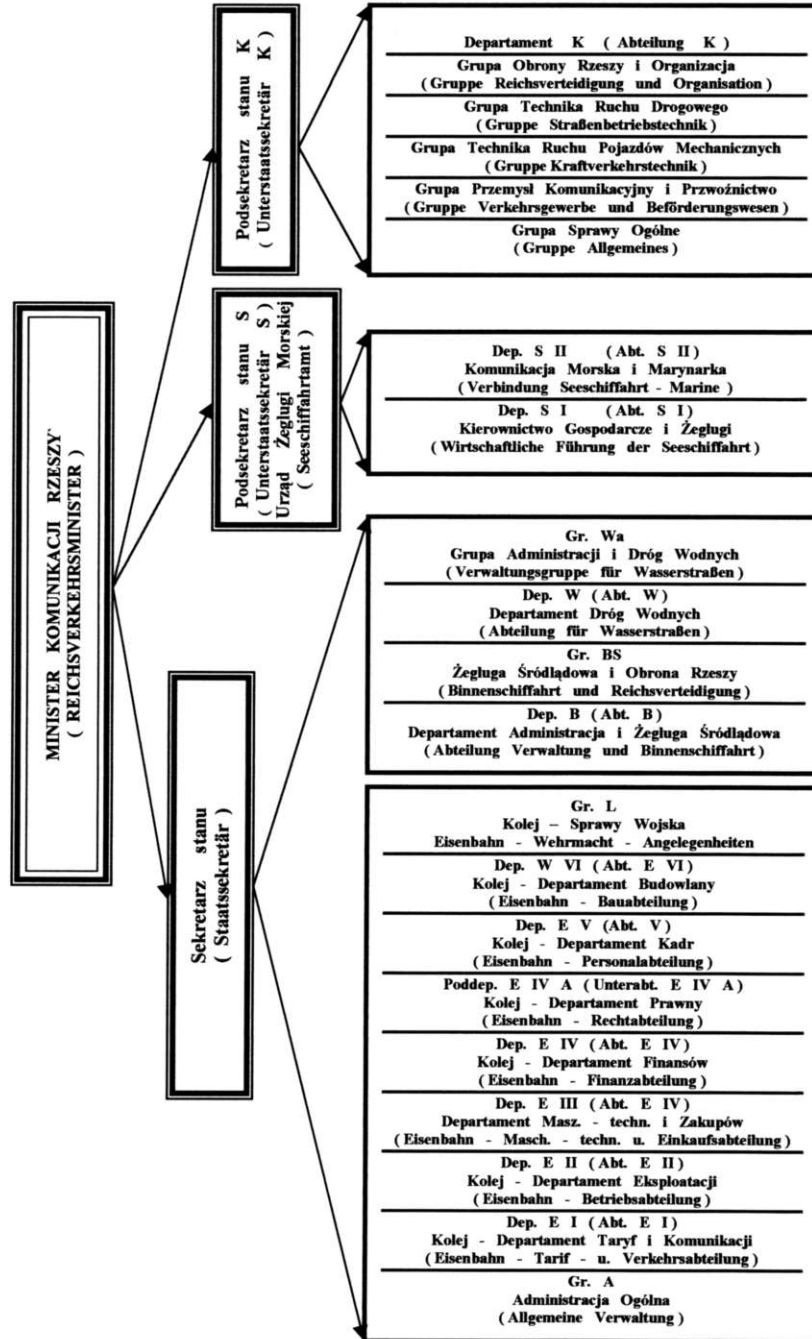 MINISTER KOMUNIKACJI RZESZY
( REICHSVERKEHRSMINISTER )
Podsekretarz stanu K
( Unterstaatssekretär K )
Departament K ( Abteilung K )
Grupa Obrony Rzeszy i Organizacja
( Gruppe Reichsverteidigung und Organisation )
Grupa Technika Ruchu Drogowego
( Gruppe Straßenbetriebstechnik )
Grupa Technika Ruchu Pojazdów Mechanicznych
( Gruppe Kraftverkehrstechnik )
Grupa Przemysł Komunikacyjny i Przwoźnictwo
( Gruppe Verkehrsgewerbe und Beförderungswesen )
Grupa Sprawy Ogólne
( Gruppe Allgemeines )
Podsekretarz stanu S
( Unterstaatssekretär S )
Urząd Żeglugi Morskiej
( Seeschiffahrtamt )
Dep. S II ( Abt. S II )
Komunikacja Morska i Marynarka
( Verbindung Seeschiffahrt - Marine )
Dep. S I ( Abt. S I )
Kierownictwo Gospodarcze i Żeglugi
( Wirtschaftliche Führung der Seeschiffahrt )
Sekretarz stanu
( Staatssekretär )
Gr. Wa
Grupa Administracji i Dróg Wodnych
( Verwaltungsgruppe für Wasserstraßen )
Dep. W ( Abt. W )
Departament Dróg Wodnych
( Abteilung für Wasserstraßen )
Gr. BS
Żegluga Śródlądowa i Obrona Rzeszy
( Binnenschiffahrt und Reichsverteidigung )
Dep. B ( Abt. B )
Departament Administracja i Żegluga Śródlądowa
( Abteilung Verwaltung und Binnenschiffahrt )
Gr. L
Kolej – Sprawy Wojska
Eisenbahn - Wehrmacht - Angelegenheiten
Dep. W VI ( Abt. E VI )
Kolej - Departament Budowlany
( Eisenbahn - Bauabteilung )
Dep. E V (Abt. V )
Kolej - Departament Kadr
( Eisenbahn - Personalabteilung )
Poddep. E IV A ( Unterabt. E IV A )
Kolej - Departament Prawny
( Eisenbahn - Rechtabteilung )
Dep. E IV ( Abt. E IV )
Kolej - Departament Finansów
( Eisenbahn - Finanzabteilung )
Dep. E III ( Abt. E IV )
Departament Masz. - techn. i Zakupów
( Eisenbahn - Masch. - techn. u. Einkaufsabteilung )
Dep. E II ( Abt. E II )
Kolej - Departament Eksploatacji
( Eisenbahn - Betriebsabteilung )
Dep. E I ( Abt. E I )
Kolej - Departament Taryf i Komunikacji
( Eisenbahn - Tarif - u. Verkehrsabteilung )
Gr. A
Administracja Ogólna
( Allgemeine Verwaltung )